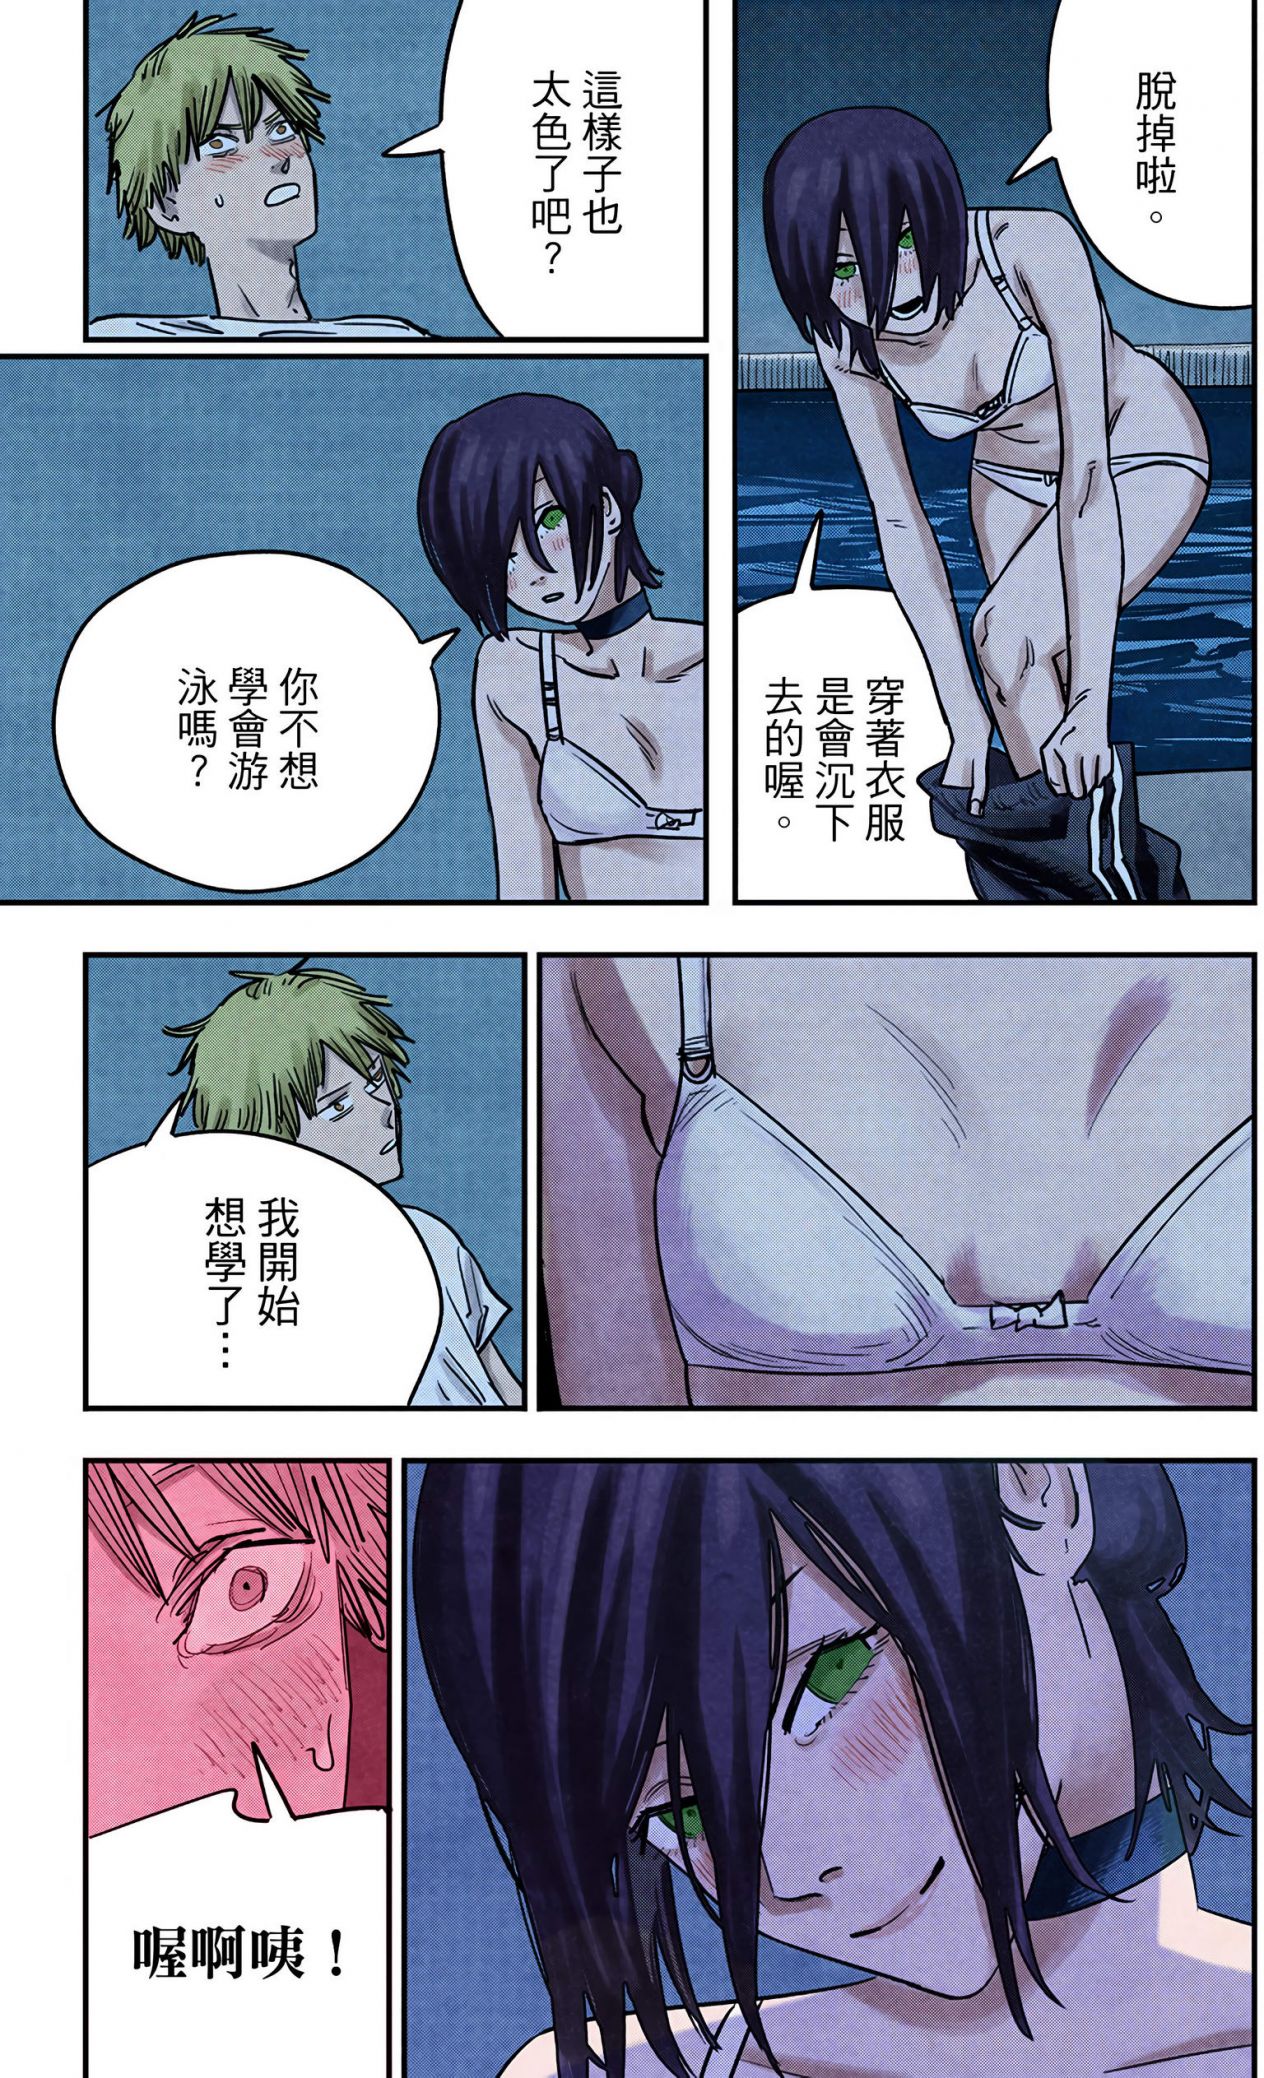 脫掉啦。
穿著衣服
是會沉下
去的喔。
這樣子也
太色了吧？
你不想
學會游
泳嗎？
我開始
想學了…
喔啊咦！